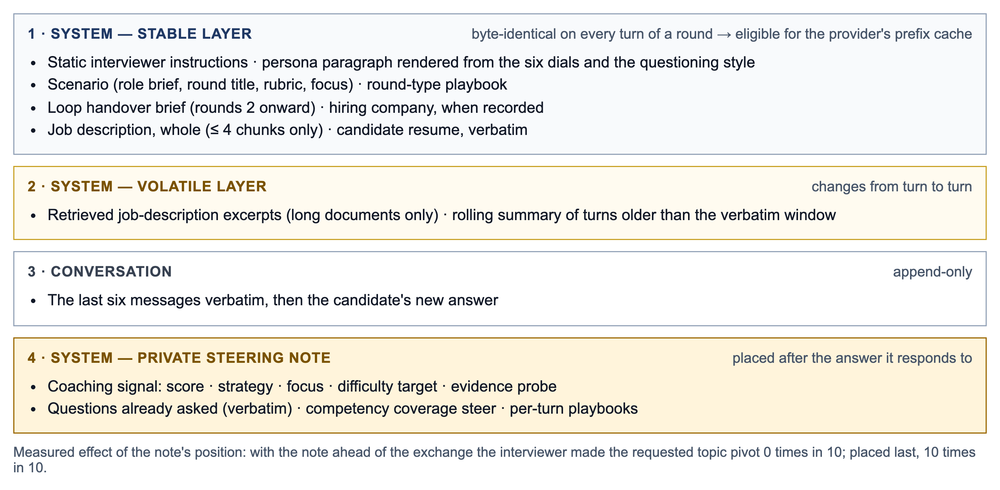 1 · SYSTEM — STABLE LAYER byte-identical on every turn of a round → eligible for the provider's prefix cache
• Static interviewer instructions · persona paragraph rendered from the six dials and the questioning style
• Scenario (role brief, round title, rubric, focus) · round-type playbook
• Loop handover brief (rounds 2 onward) · hiring company, when recorded
• Job description, whole (≤ 4 chunks only) · candidate resume, verbatim
2 · SYSTEM — VOLATILE LAYER changes from turn to turn
• Retrieved job-description excerpts (long documents only) · rolling summary of turns older than the verbatim window
3 · CONVERSATION append-only
• The last six messages verbatim, then the candidate's new answer
4 · SYSTEM — PRIVATE STEERING NOTE placed after the answer it responds to
• Coaching signal: score · strategy · focus · difficulty target · evidence probe
• Questions already asked (verbatim) · competency coverage steer · per-turn playbooks
Measured effect of the note's position: with the note ahead of the exchange the interviewer made the requested topic pivot 0 times in 10; placed last, 10 times
in 10.